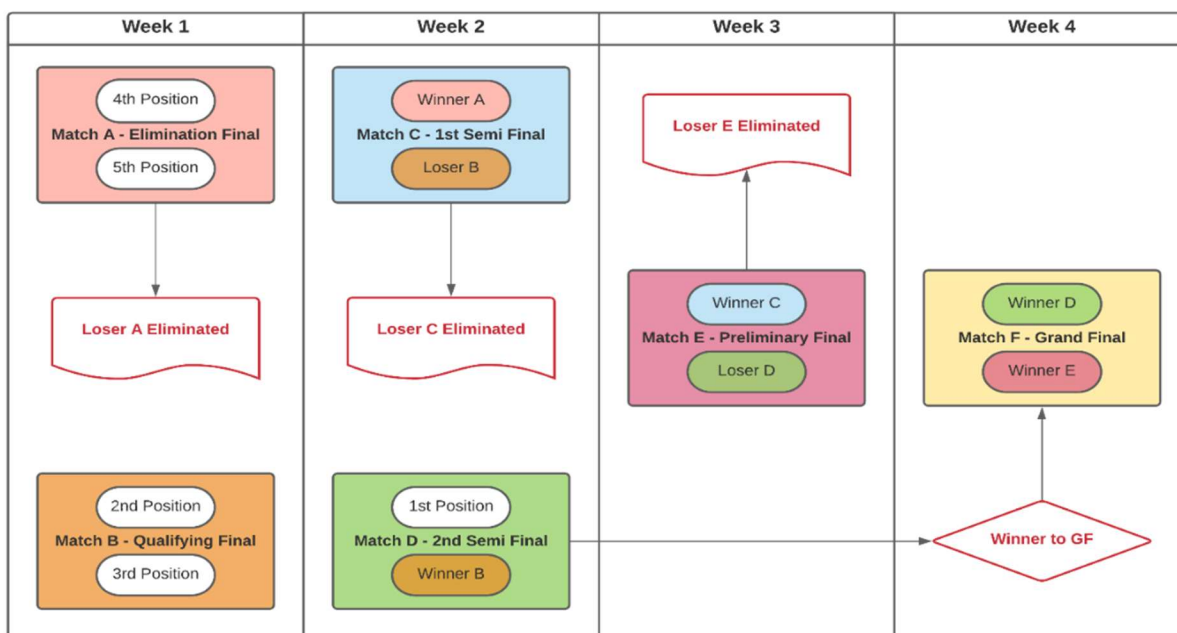 Week 1
Week 2
Week 3
Week 4
4th Position
Match A - Elimination Final
5th Position
Loser A Eliminated
2nd Position
Match B - Qualifying Final
3rd Position
Winner A
Match C - 1st Semi Final
Loser B
Loser C Eliminated
1st Position
Match D - 2nd Semi Final
Winner B
Loser E Eliminated
Winner C
Match E - Preliminary Final
Loser D
Winner D
Match F - Grand Final
Winner E
Winner to GF